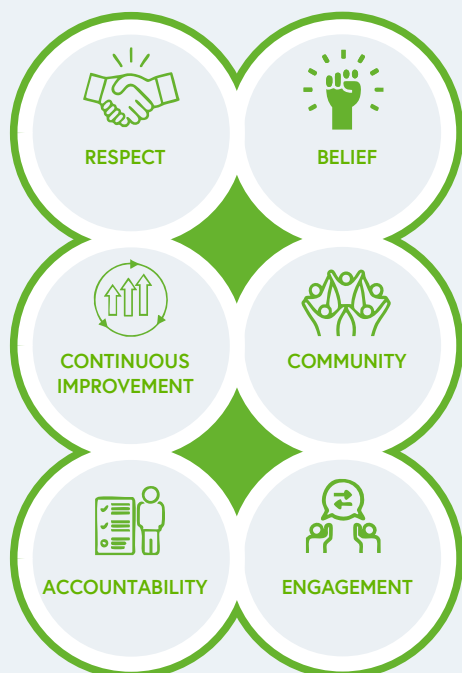 RESPECT
BELIEF
CONTINUOUS
IMPROVEMENT
COMMUNITY
ACCOUNTABILITY
ENGAGEMENT